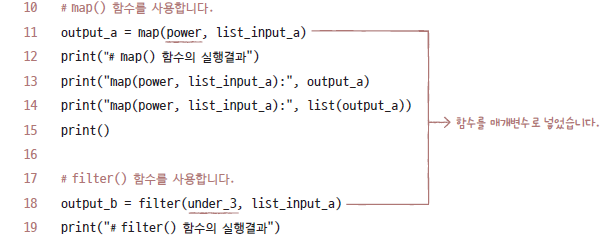 10 # map() 함수를 사용합니다.
11 output_a = map(power, list_input_a)
12 print("# map() 함수의 실행결과")
13 print("map(power, list_input_a):", output_a)
14 print("map(power, list_input_a):", list(output_a))
함수를 매개변수로 넣었습니다.
15 print()
16
17 # filter() 함수를 사용합니다.
18 output_b = filter(under_3, list_input_a)
19 print("# filter() 함수의 실행결과")